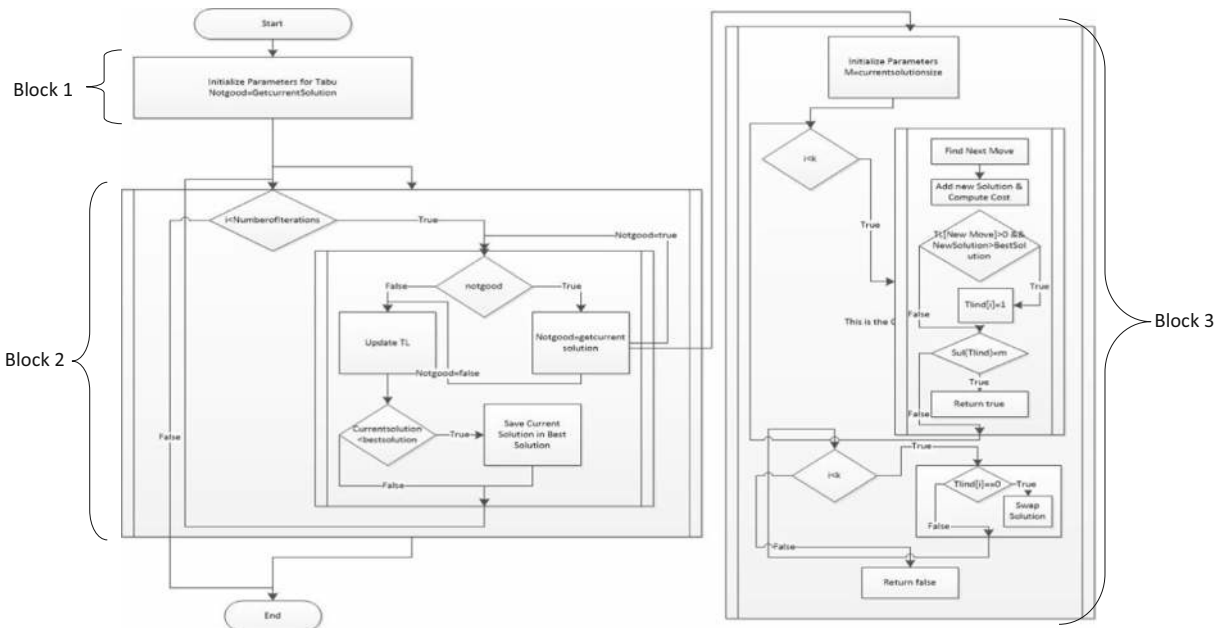 Start
Block 1
Initialize Parameters for Tabu
Notgood=GetcurrentSolution
Block 2
i<NumberofIterations
True
False
Notgood=true
notgood
False
True
Update TL
Notgood=getcurrent
solution
Notgood=false
Currentsolution
<bestsolution
True
Save Current
Solution in Best
Solution
False
End
Block 3
Initialize Parameters
M=currentsolutionsize
i<k
True
This is the
Find Next Move
Add new Solution &
Compute Cost
TL[New Move]>0 &&
NewSolution>BestSol
ution
True
False
Tlind[i]=1
Sul(Tlind)=m
True
False
Return true
i<k
True
False
Tlind[i]==0
True
Swap
Solution
False
Return false